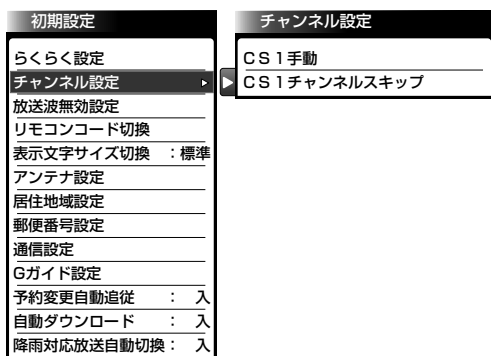 初期設定
らくらく設定
チャンネル設定
放送波無効設定
リモコンコード切換
表示文字サイズ切換 ：標準
アンテナ設定
居住地域設定
郵便番号設定
通信設定
Gガイド設定
予約変更自動追従 ： 入
自動ダウンロード ： 入
降雨対応放送自動切換： 入
チャンネル設定
ＣＳ１手動
ＣＳ１チャンネルスキップ